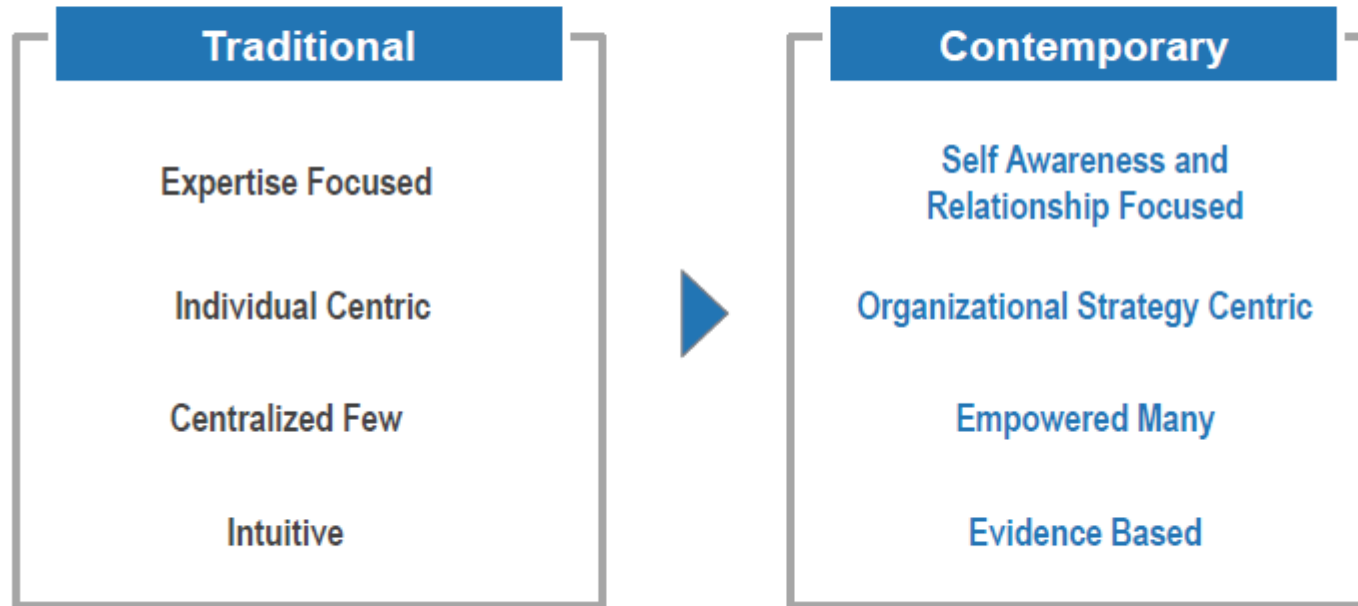 Traditional
Expertise Focused
Individual Centric
Centralized Few
Intuitive
Contemporary
Self Awareness and
Relationship Focused
Organizational Strategy Centric
Empowered Many
Evidence Based